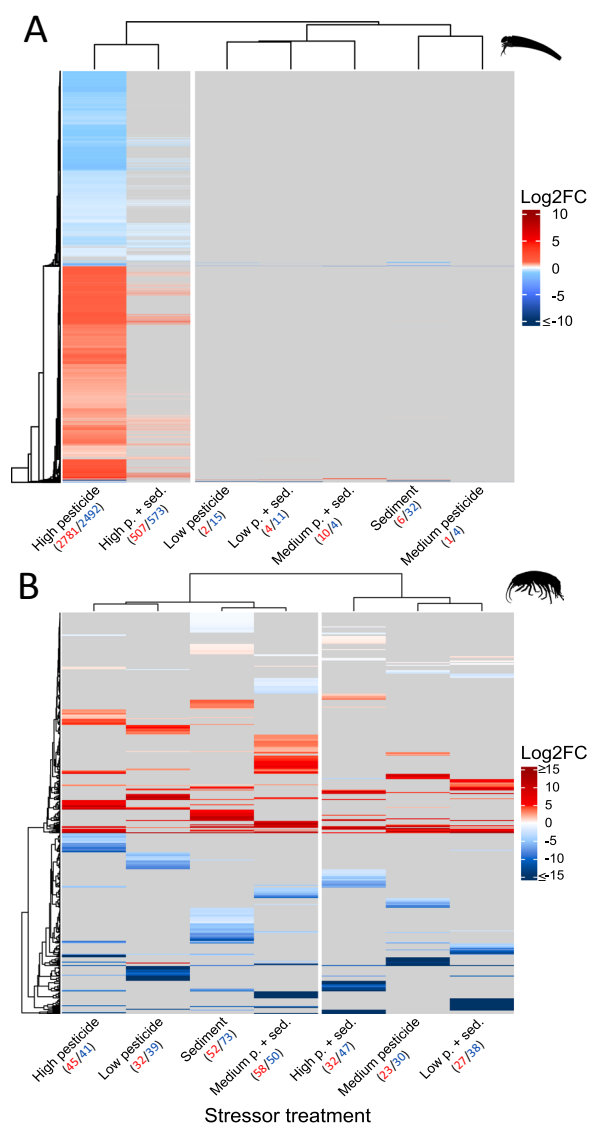 A
Log2FC
10
5
0
-5
≤-10
High pesticide
(2781/2492)
High p. + sed.
(507/573)
Low pesticide
(2/15)
Low p. + sed.
(4/11)
Medium p. + sed.
(10/4)
Sediment
(6/32)
Medium pesticide
(1/4)
B
Log2FC
≥15
10
5
0
-5
-10
≤-15
High pesticide
(45/41)
Low pesticide
(32/39)
Sediment
(52/73)
Medium p. + sed.
(58/50)
High p. + sed.
(32/47)
Medium pesticide
(23/30)
Low p. + sed.
(27/38)
Stressor treatment